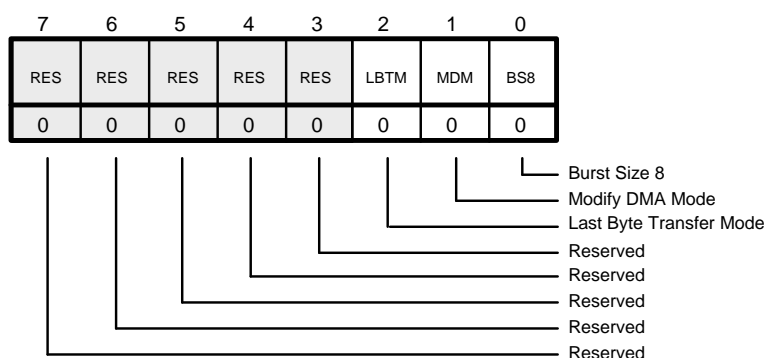 7 6 5 4 3 2 1 0
RES RES RES RES RES LBTM MDM BS8
0 0 0 0 0 0 0 0
Burst Size 8
Modify DMA Mode
Last Byte Transfer Mode
Reserved
Reserved
Reserved
Reserved
Reserved